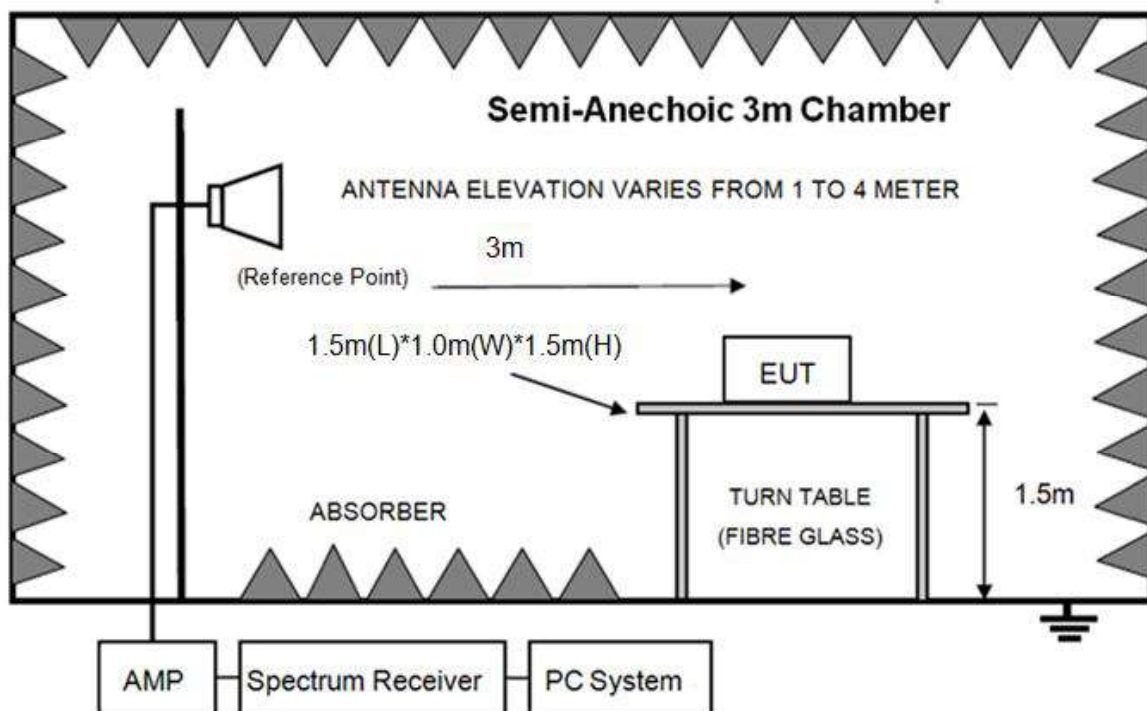 Semi-Anechoic 3m Chamber
ANTENNA ELEVATION VARIES FROM 1 TO 4 METER
3m
(Reference Point)
1.5m(L)*1.0m(W)*1.5m(H)
EUT
1.5m
TURN TABLE
(FIBRE GLASS)
ABSORBER
AMP
Spectrum Receiver
PC System